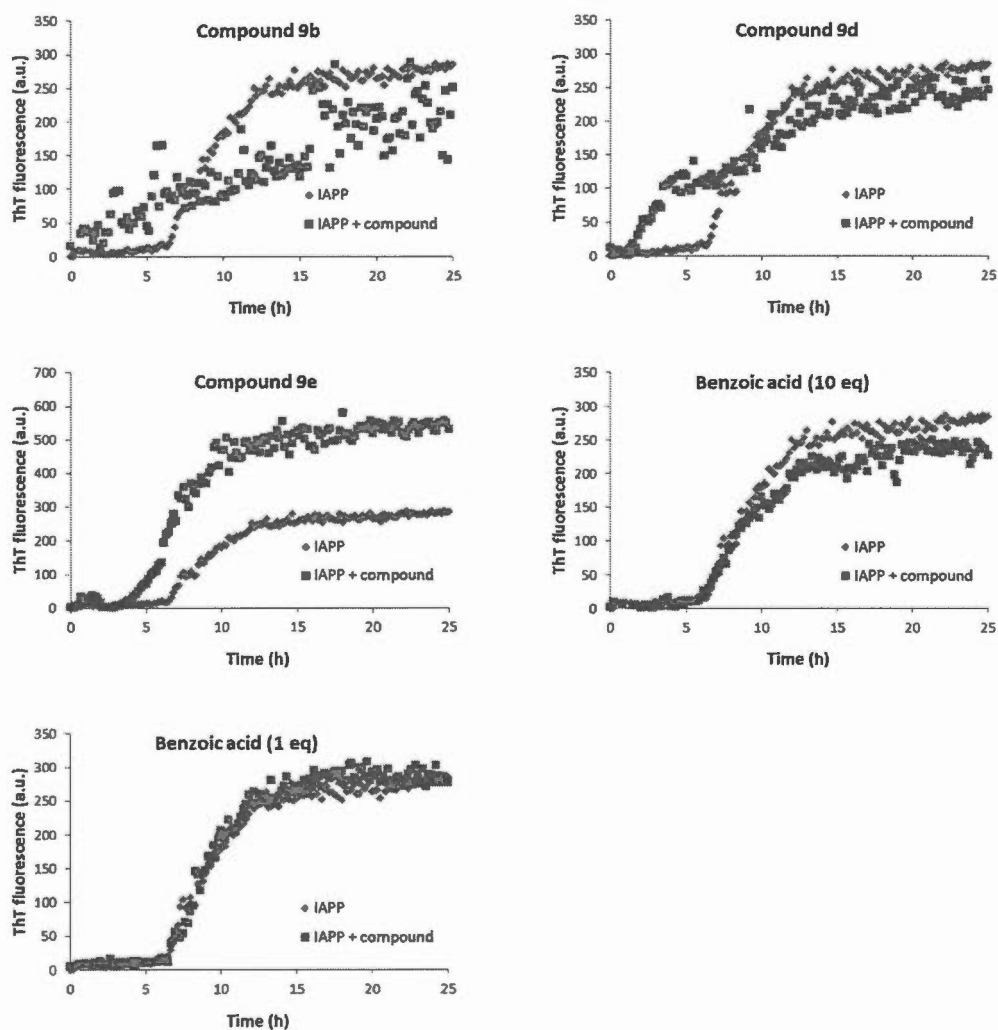 Compound 9b
ThT fluorescence (a.u.)
350
300
250
200
150
100
50
0
IAPP
IAPP + compound
0 5 10 15 20 25
Time (h)
Compound 9d
ThT fluorescence (a.u.)
350
300
250
200
150
100
50
0
IAPP
IAPP + compound
0 5 10 15 20 25
Time (h)
Compound 9e
ThT fluorescence (a.u.)
700
600
500
400
300
200
100
0
IAPP
IAPP + compound
0 5 10 15 20 25
Time (h)
Benzoic acid (10 eq)
ThT fluorescence (a.u.)
350
300
250
200
150
100
50
0
IAPP
IAPP + compound
0 5 10 15 20 25
Time (h)
Benzoic acid (1 eq)
ThT fluorescence (a.u.)
350
300
250
200
150
100
50
0
IAPP
IAPP + compound
0 5 10 15 20 25
Time (h)